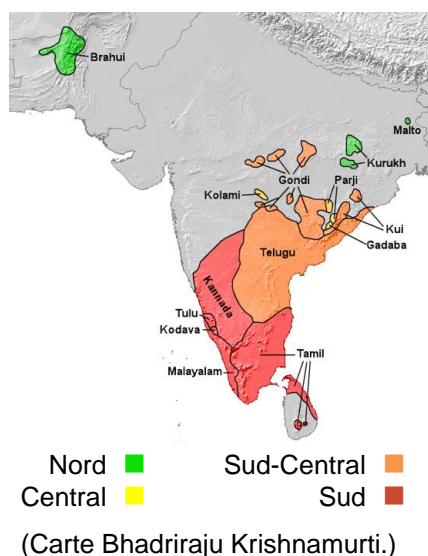 Brahui
Malto
Kurukh
Gondi
Parji
Kolami
Kui
Gadaba
Telugu
Kannada
Tulu
Kodava
Tamil
Malayalam
Nord
Sud-Central
Central
Sud
(Carte Bhadriraju Krishnamurti.)